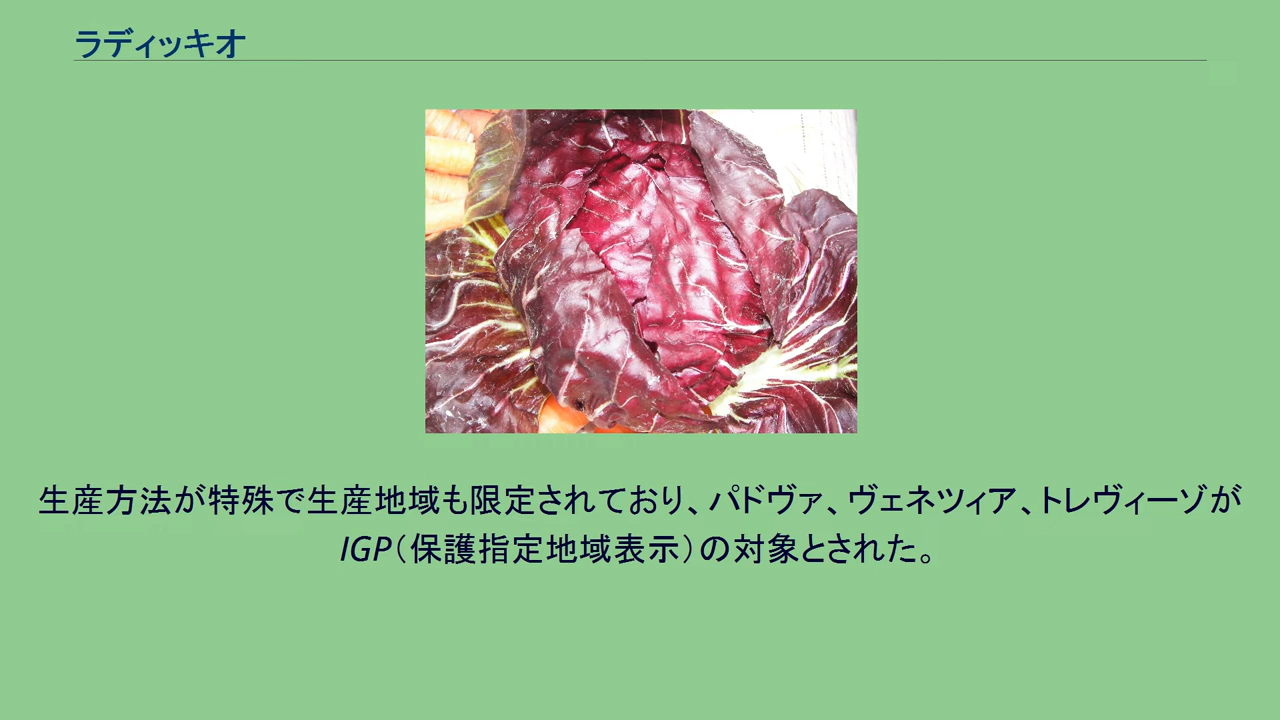 ラディッキオ
生産方法が特殊で生産地域も限定されており、パドヴァ、ヴェネツィア、トレヴィーゾが
IGP(保護指定地域表示)の対象とされた。